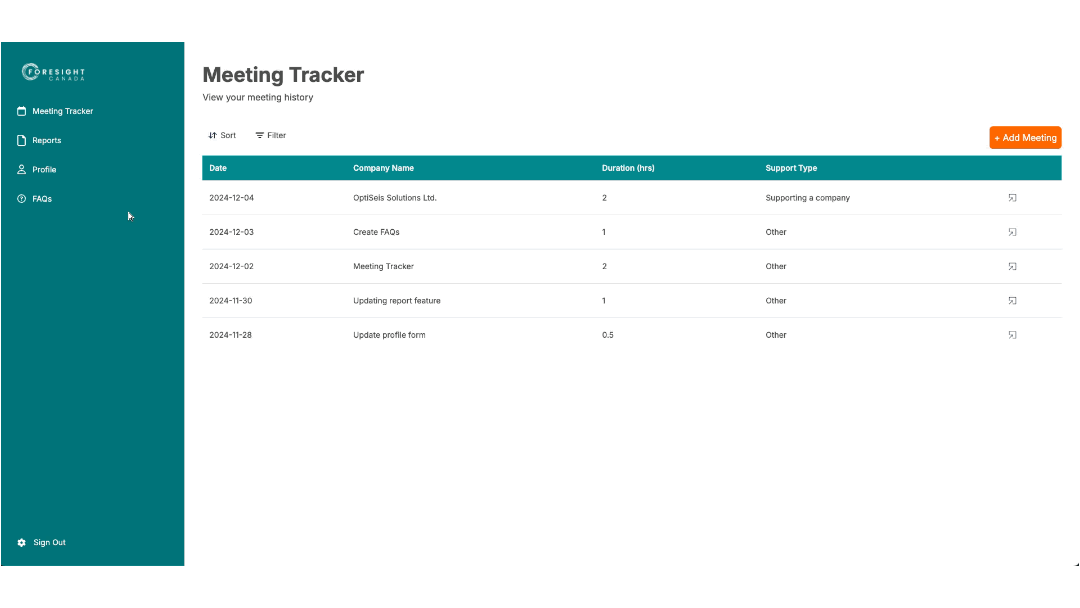 FORESIGHT
CANADA
Meeting Tracker
Reports
Profile
FAQs
Sign Out
Meeting Tracker
View your meeting history
Sort Filter
+ Add Meeting
Date Company Name Duration (hrs) Support Type
2024-12-04 OptiSeis Solutions Ltd. 2 Supporting a company
2024-12-03 Create FAQs 1 Other
2024-12-02 Meeting Tracker 2 Other
2024-11-30 Updating report feature 1 Other
2024-11-28 Update profile form 0.5 Other